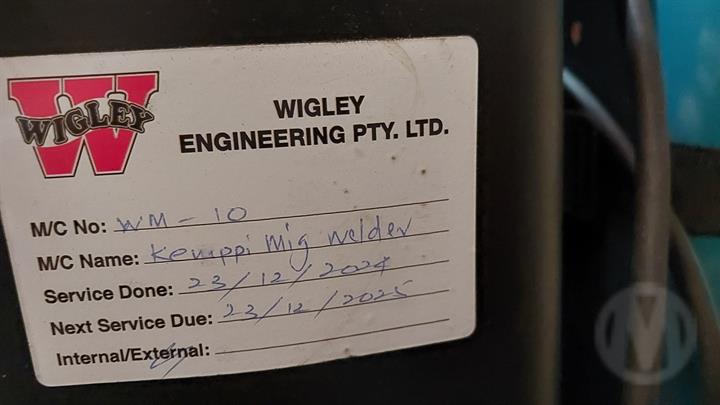 WIGLEY
WIGLEY
ENGINEERING PTY. LTD.
M/C No: WM - 10
M/C Name: Kemppi Mig Welder
Service Done: 23/12/2024
Next Service Due: 23/12/2025
Internal/External: